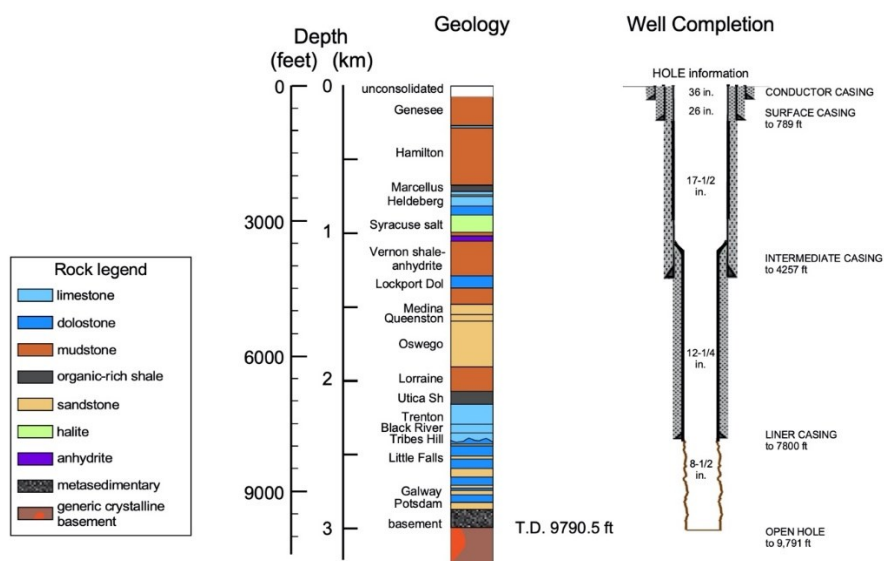 Geology
Well Completion
Depth
(feet) (km)
HOLE information
0
0
unconsolidated
36 in.
CONDUCTOR CASING
Genesee
26 in.
SURFACE CASING
to 789 ft
Hamilton
Marcellus
17-1/2
in.
Heldeberg
3000
Syracuse salt
1
Vernon shale-
anhydrite
INTERMEDIATE CASING
to 4257 ft
Rock legend
Lockport Dol
limestone
Medina
Queenston
dolostone
Oswego
mudstone
6000
12-1/4
in.
organic-rich shale
2
Lorraine
sandstone
Utica Sh
halite
Trenton
Black River
Tribes Hill
LINER CASING
to 7800 ft
anhydrite
Little Falls
8-1/2
in.
metasedimentary
9000
Galway
Potsdam
generic crystalline
basement
basement
3
T.D. 9790.5 ft
OPEN HOLE
to 9,791 ft